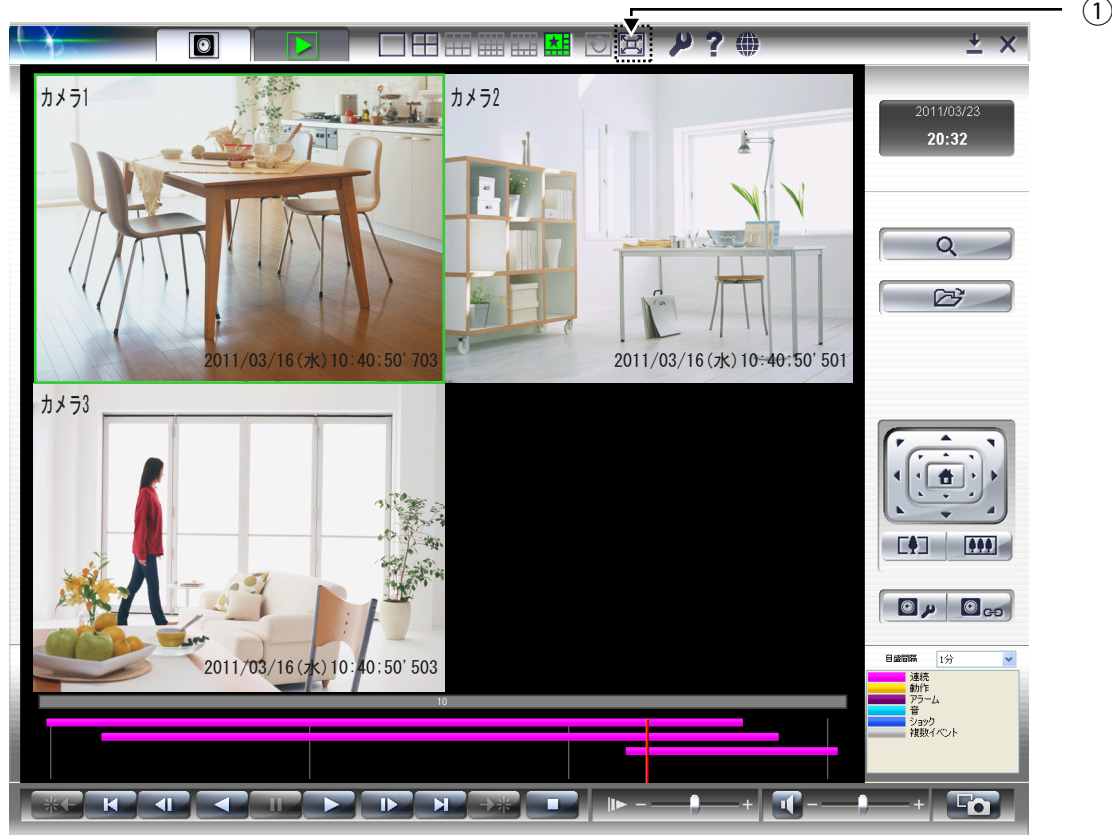 ①
カメラ1
カメラ2
2011/03/23
20:32
2011/03/16(水)10:40;50'703
2011/03/16(水)10:40;50'501
カメラ3
2011/03/16(水)10:40;50'503
目盛間隔 1分
連続
動作
アラーム
音
ショック
複数イベント
10